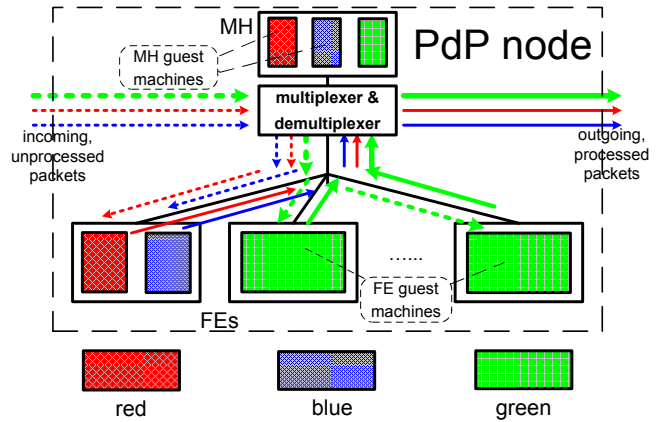 MH
PdP node
MH guest
machines
multiplexer &
demultiplexer
incoming,
unprocessed
packets
outgoing,
processed
packets
......
FE guest
machines
FEs
red
blue
green